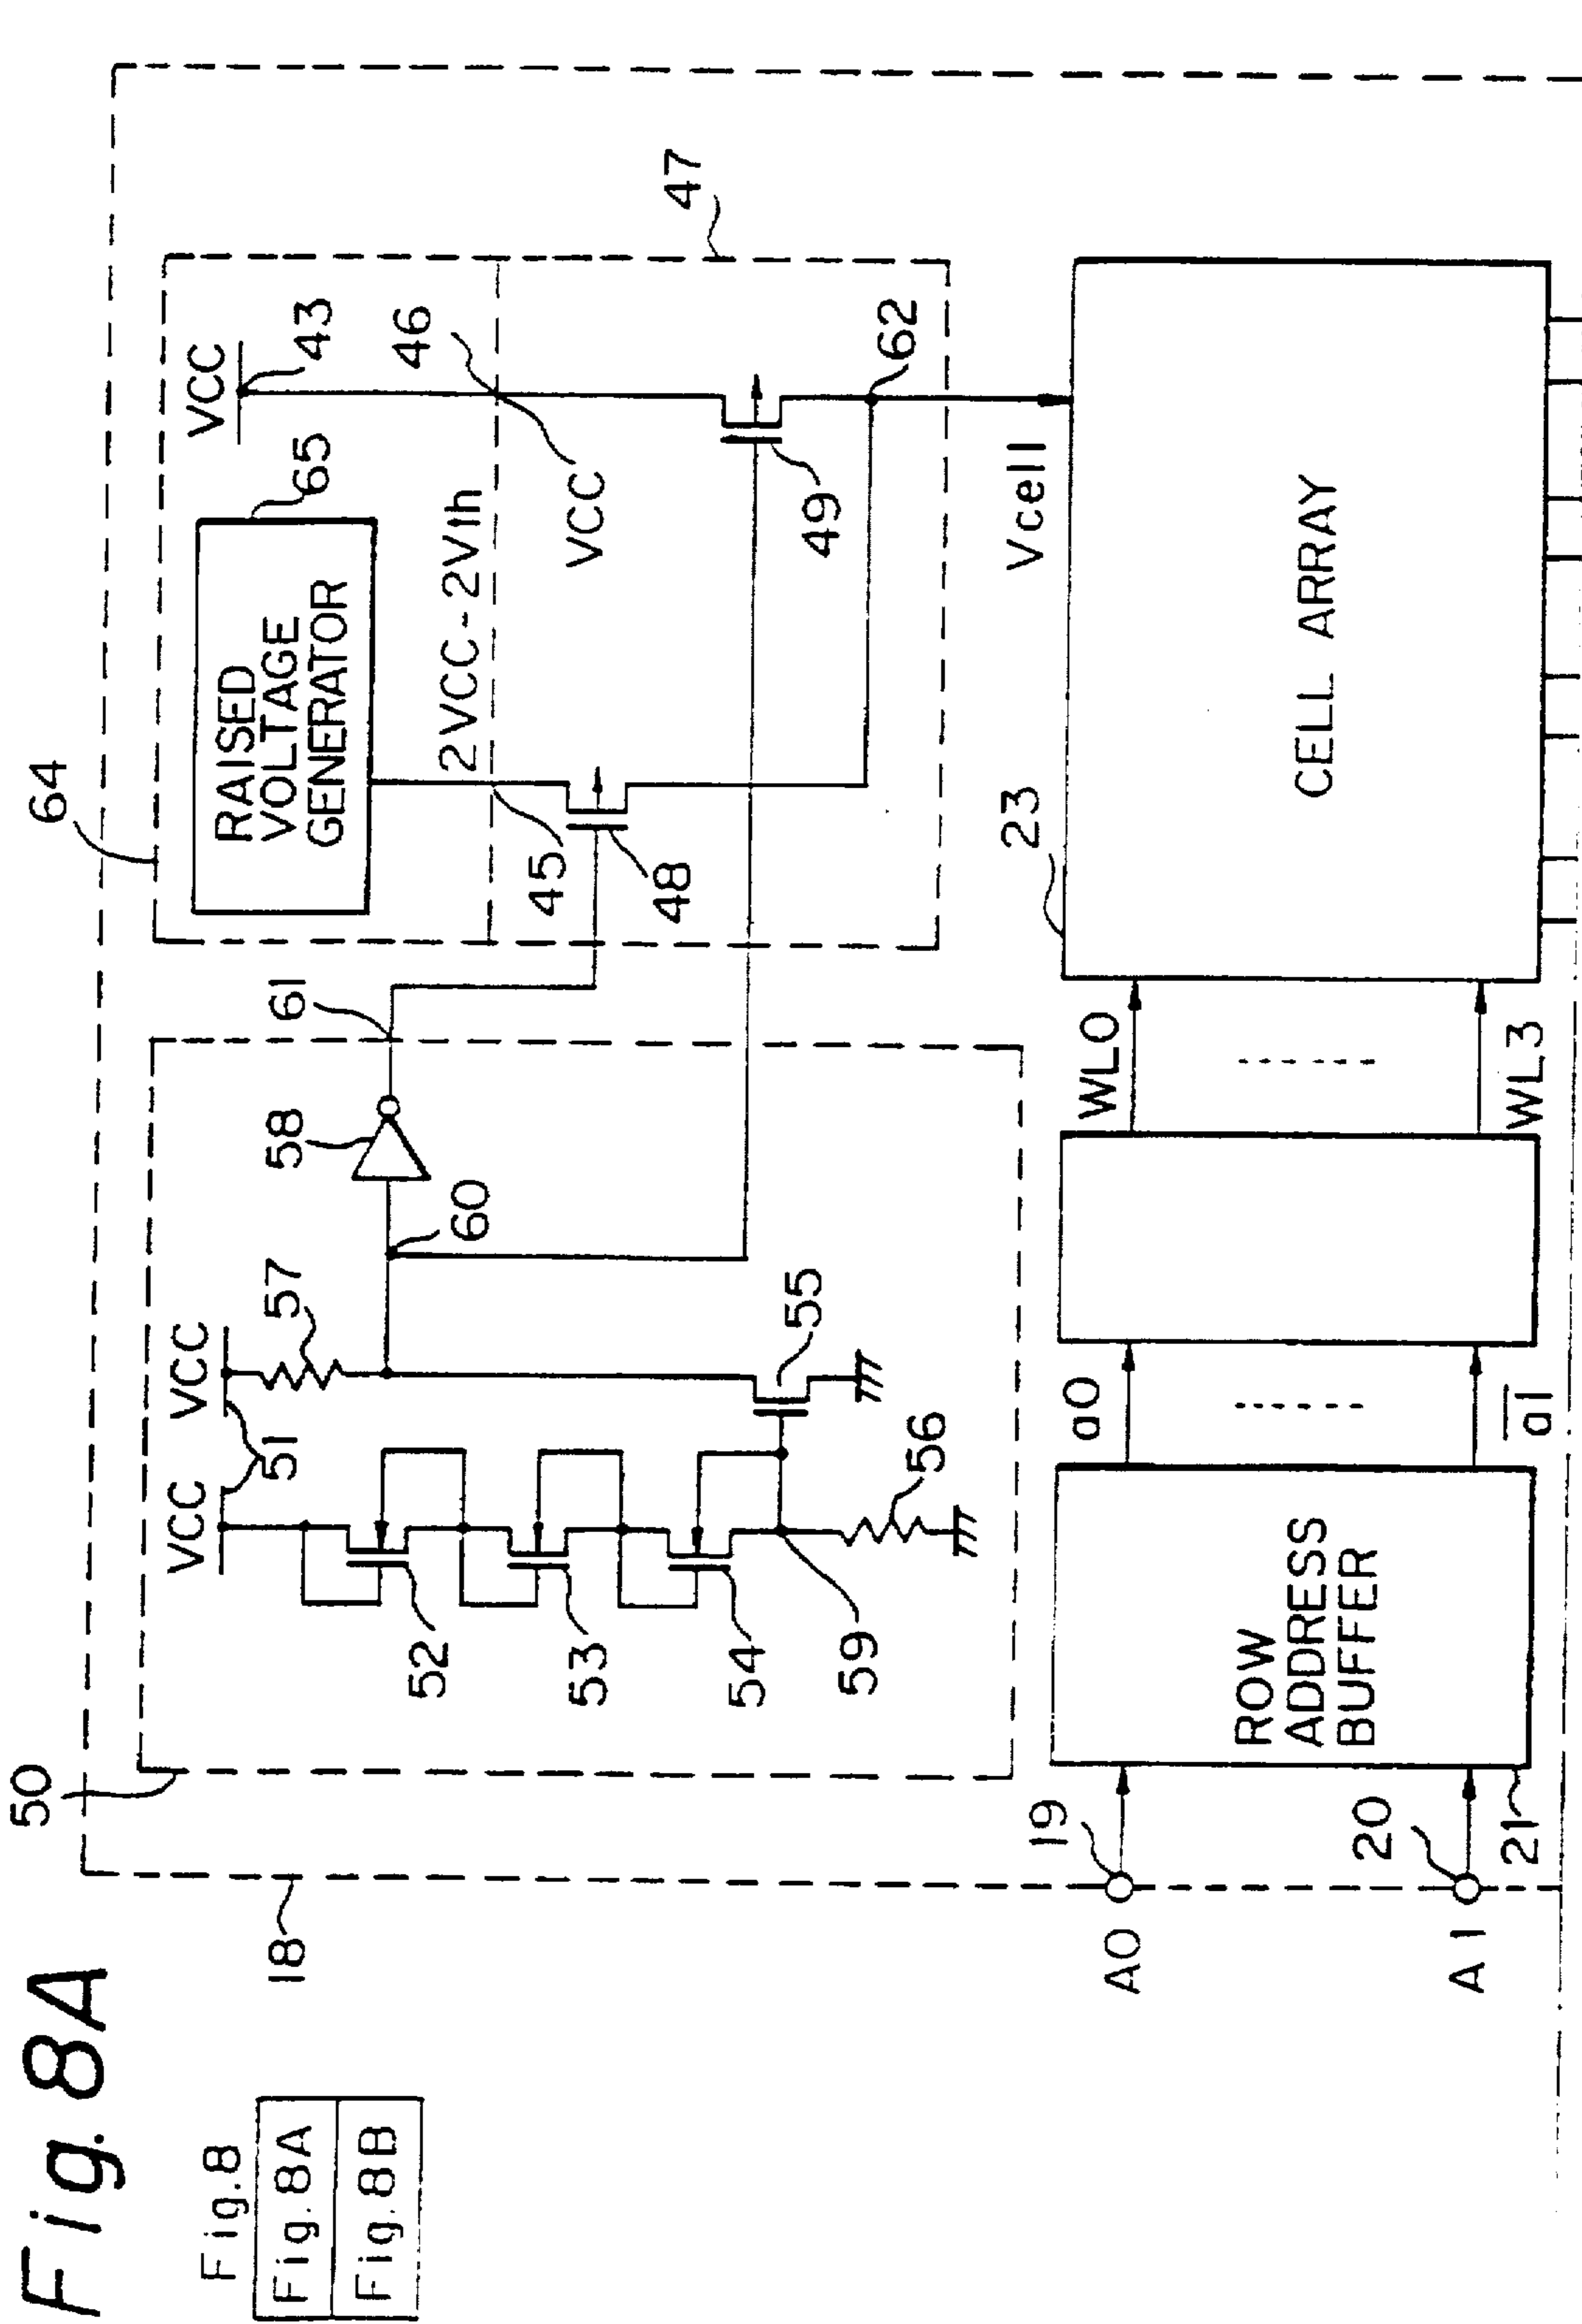 Fig. 8A
Fig. 8
Fig. 8A
Fig. 8B
18
50
64
VCC
VCC
51
57
52
53
54
55
56
59
60
58
61
RAISED
VOLTAGE
GENERATOR
65
VCC
43
46
2VCC-2Vth
VCC
45
48
49
47
62
Vcell
A0
19
A1
20
21
ROW
ADDRESS
BUFFER
a0
a1
WL0
WL3
23
CELL ARRAY